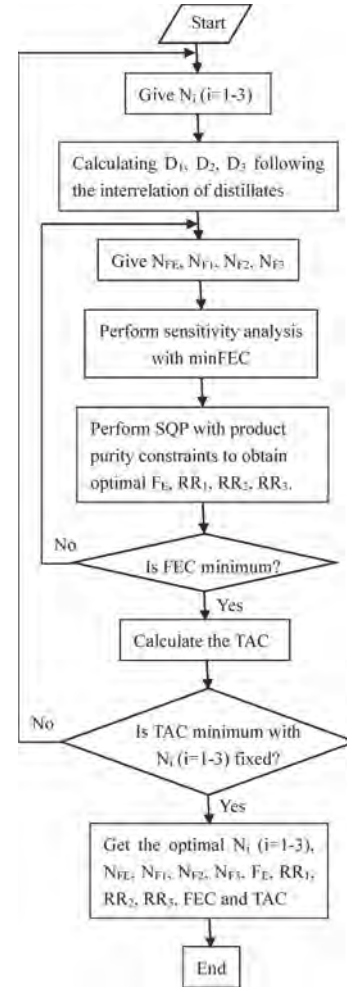 Start
Give Nᵢ (i=1-3)
Calculating D₁, D₂, D₃ following
the interrelation of distillates
Give N_FE, N_F1, N_F2, N_F3
Perform sensitivity analysis
with minFEC
Perform SQP with product
purity constraints to obtain
optimal F_E, RR₁, RR₂, RR₃.
No
Is FEC minimum?
Yes
Calculate the TAC
No
Is TAC minimum with
Nᵢ (i=1-3) fixed?
Yes
Get the optimal Nᵢ (i=1-3),
N_FE, N_F1, N_F2, N_F3, F_E, RR₁,
RR₂, RR₃, FEC and TAC
End